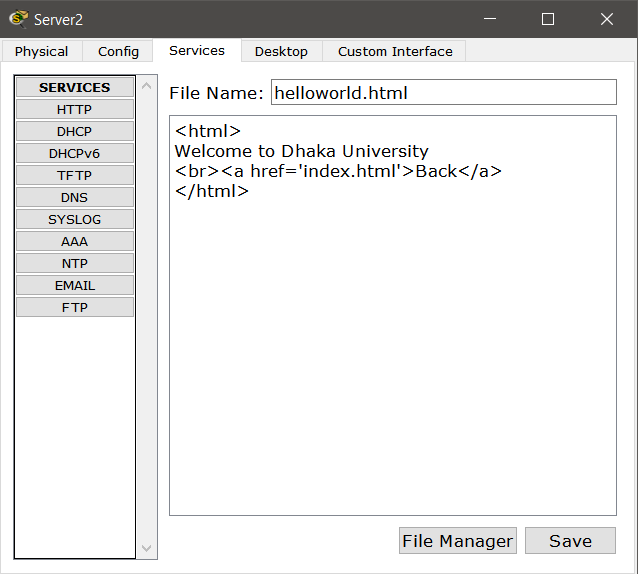 Server2
Physical Config Services Desktop Custom Interface
SERVICES
HTTP
DHCP
DHCPv6
TFTP
DNS
SYSLOG
AAA
NTP
EMAIL
FTP
File Name: helloworld.html
<html>
Welcome to Dhaka University
<br><a href='index.html'>Back</a>
</html>
File Manager Save